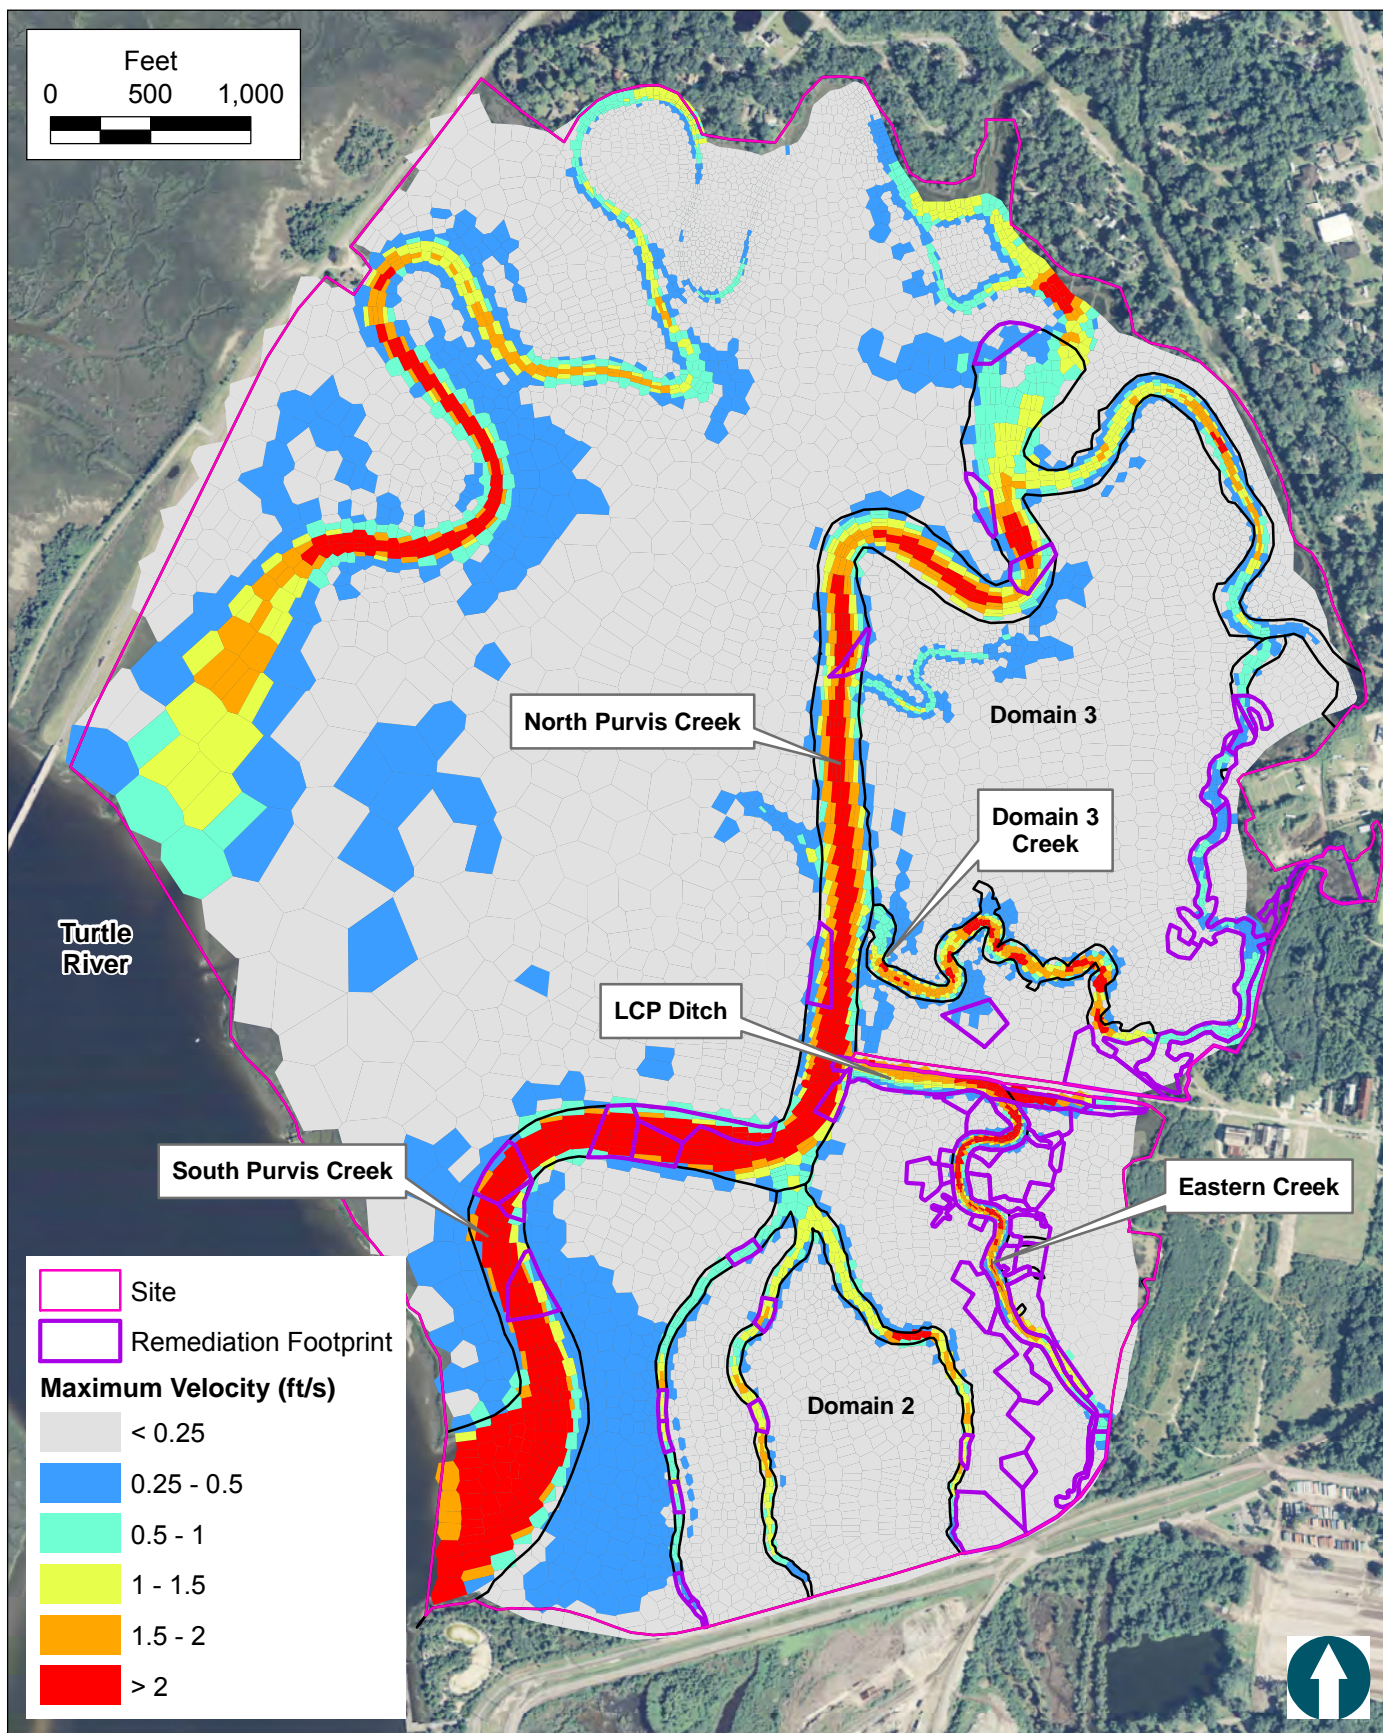 Feet
0 500 1,000
North Purvis Creek
Domain 3
Domain 3
Creek
Turtle
River
LCP Ditch
South Purvis Creek
Eastern Creek
Domain 2
Site
Remediation Footprint
Maximum Velocity (ft/s)
< 0.25
0.25 - 0.5
0.5 - 1
1 - 1.5
1.5 - 2
> 2